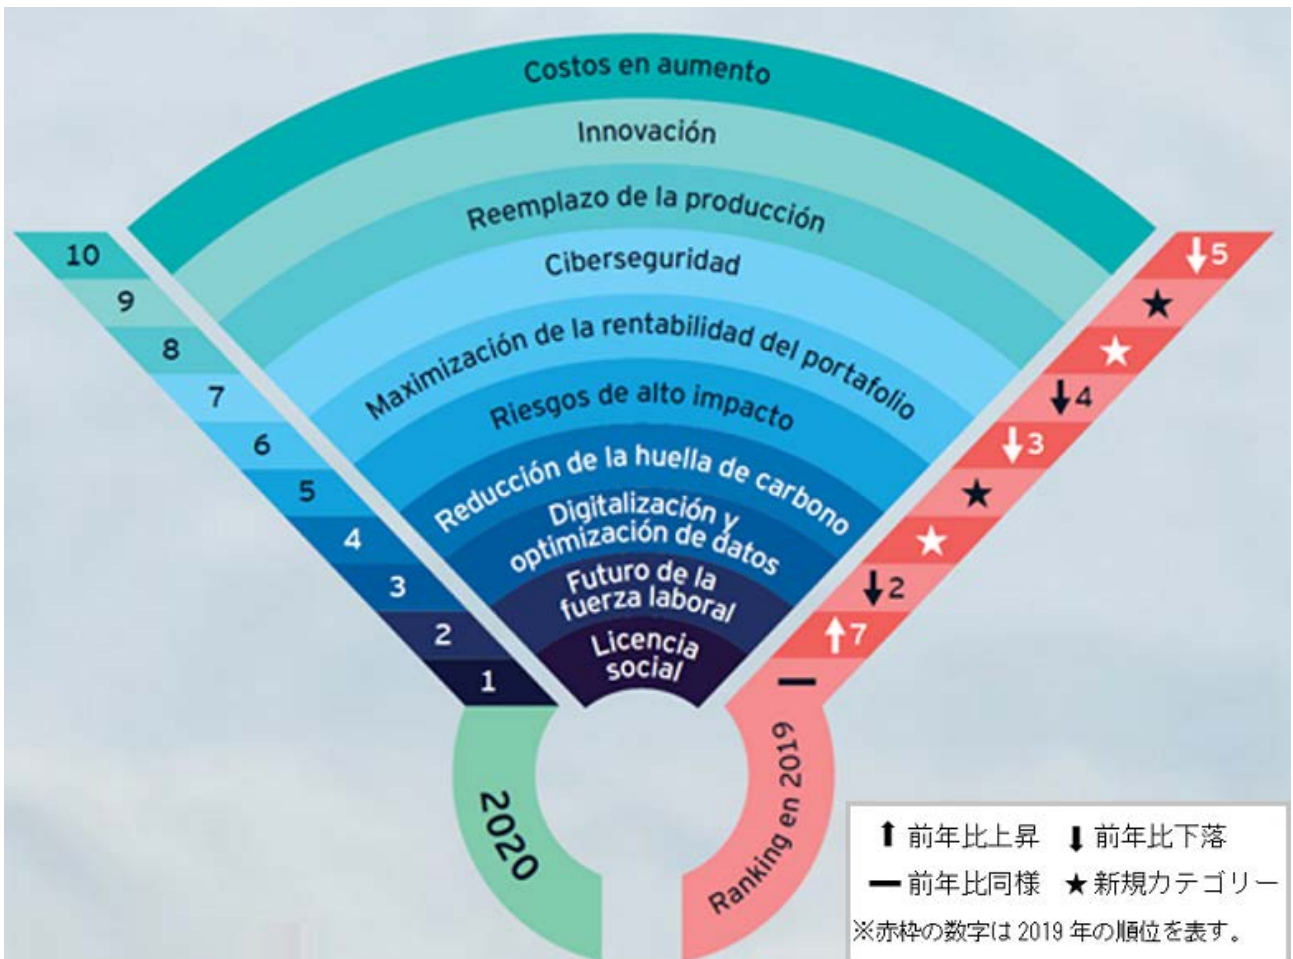 Costos en aumento
Innovación
Reemplazo de la producción
Ciberseguridad
Maximización de la rentabilidad del portafolio
Riesgos de alto impacto
Reducción de la huella de carbono
Digitalización y
optimización de datos
Futuro de la
fuerza laboral
Licencia
social
10
9
8
7
6
5
4
3
2
1
2020
↓5
★
★
↓4
↓3
★
★
↓2
↑7
—
Ranking en 2019
⬆ 前年比上昇 ⬇ 前年比下落
━ 前年比同様 ★ 新規カテゴリー
※赤枠の数字は 2019 年の順位を表す。